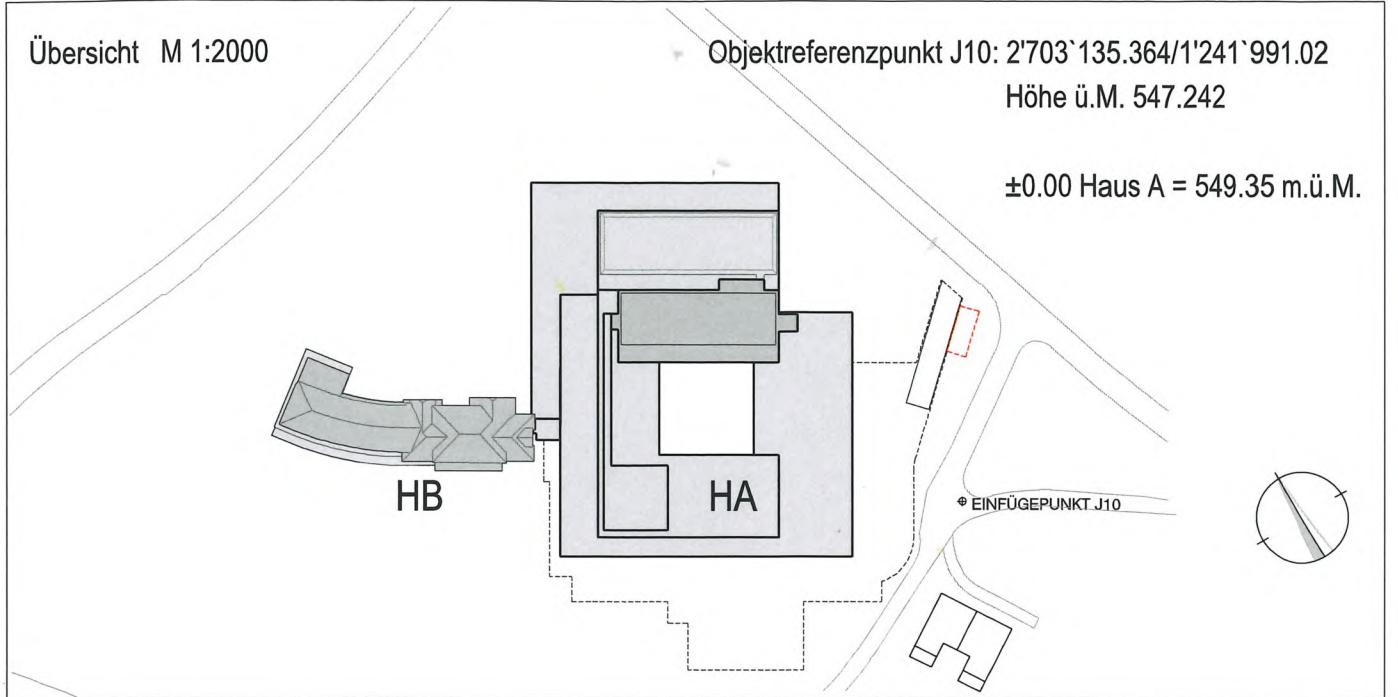 Übersicht M 1:2000
Objektreferenzpunkt J10: 2'703`135.364/1'241`991.02
Höhe ü.M. 547.242
±0.00 Haus A = 549.35 m.ü.M.
HB
HA
EINFÜGEPUNKT J10